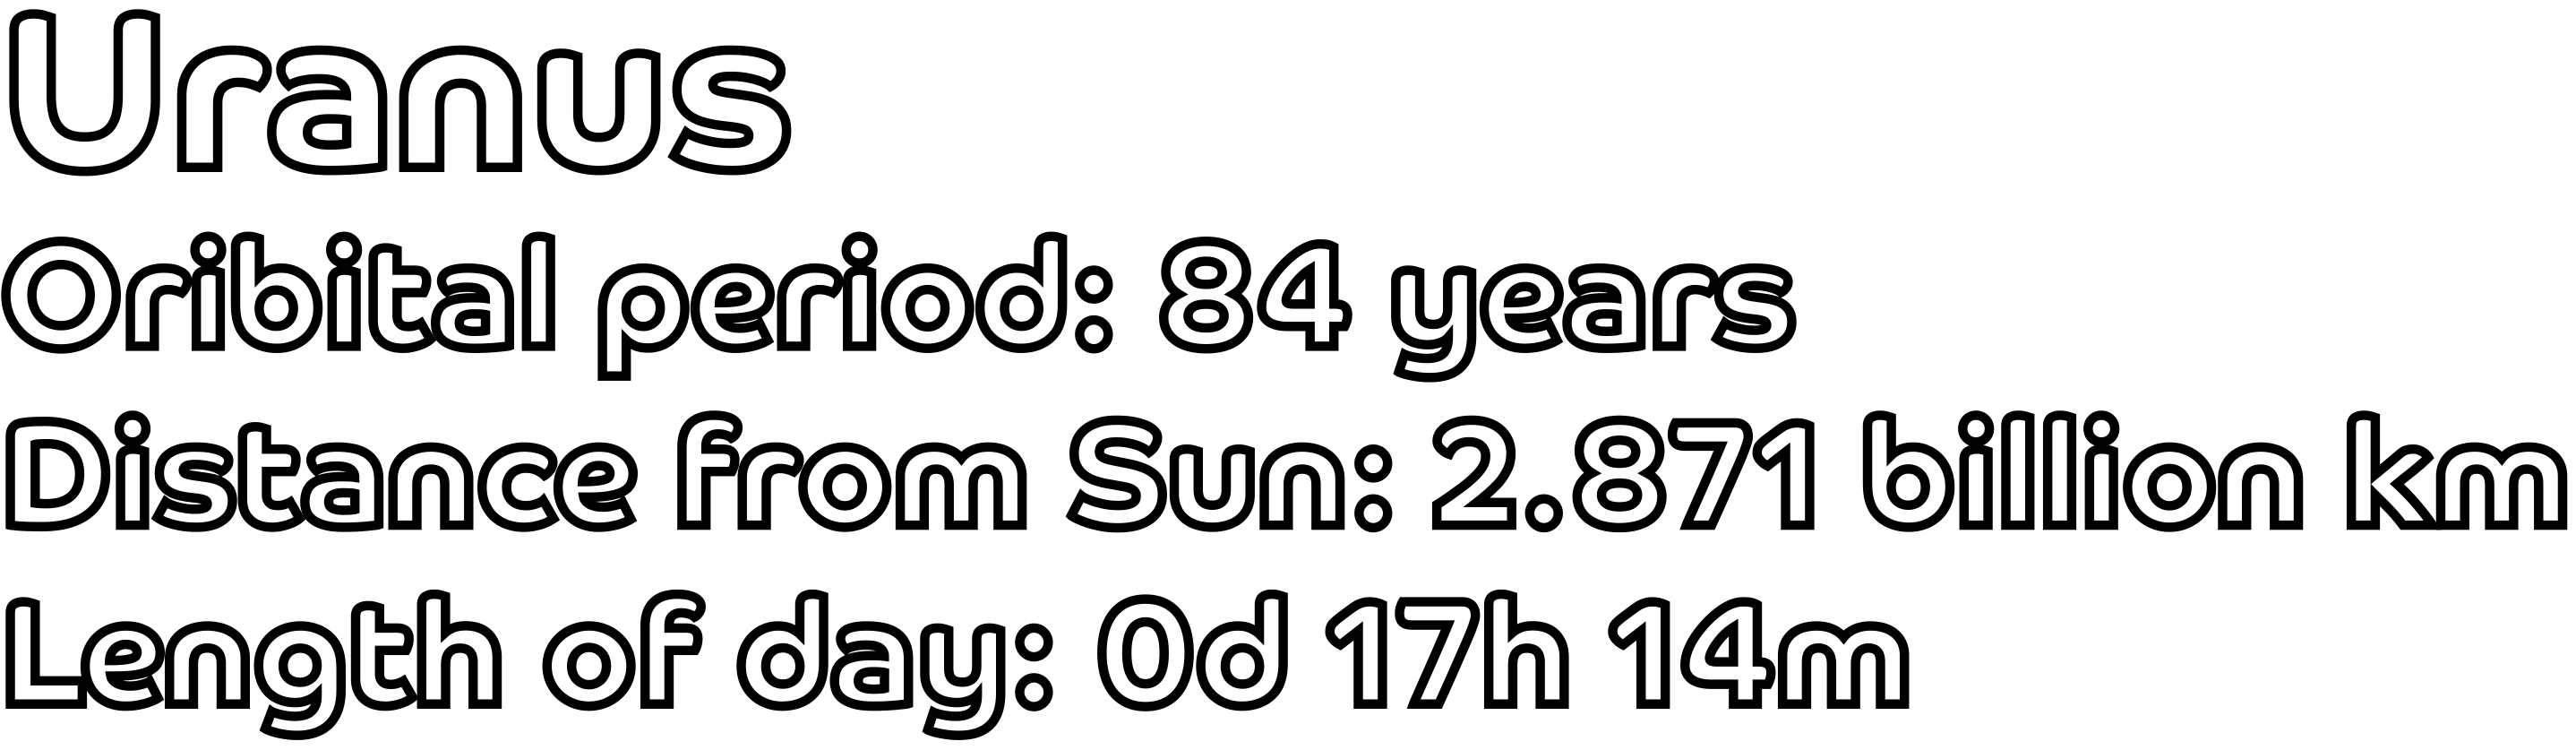 Uranus
Oribital period: 84 years
Distance from Sun: 2.871 billion km
Length of day: 0d 17h 14m